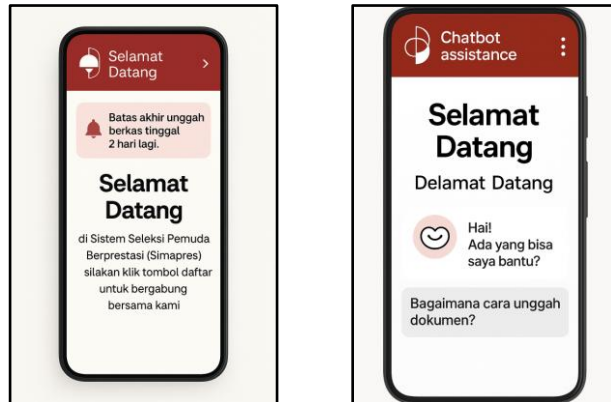 Selamat
Datang
Batas akhir unggah
berkas tinggal
2 hari lagi.
Selamat
Datang
di Sistem Seleksi Pemuda
Berprestasi (Simapres)
silakan klik tombol daftar
untuk bergabung
bersama kami
Chatbot
assistance
Selamat
Datang
Delamat Datang
Hai!
Ada yang bisa
saya bantu?
Bagaimana cara unggah
dokumen?